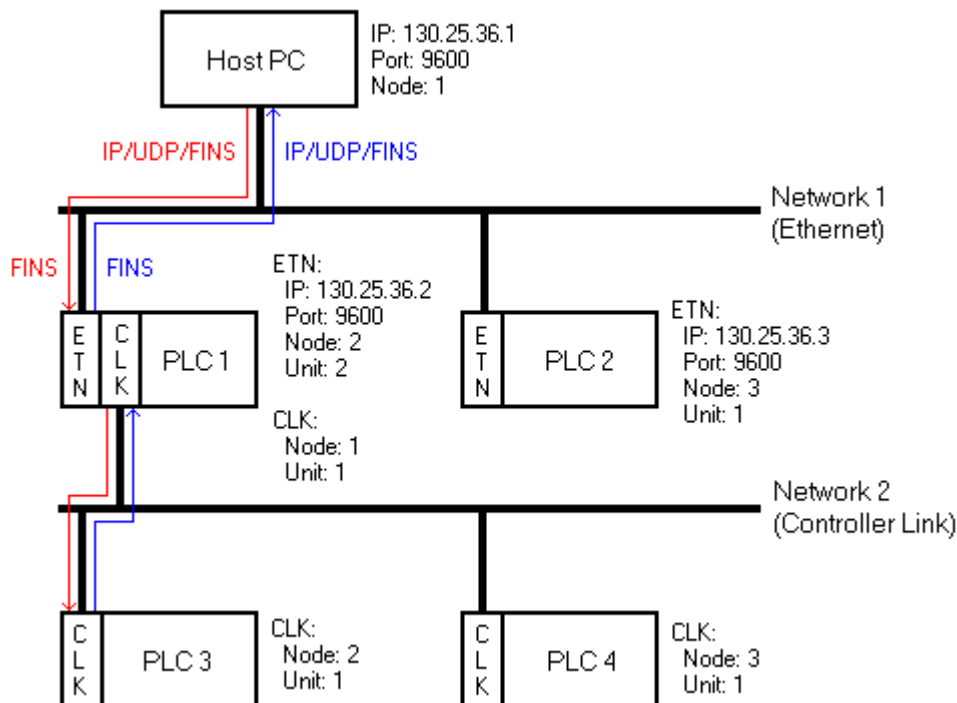 Host PC
IP: 130.25.36.1
Port: 9600
Node: 1
IP/UDP/FINS
IP/UDP/FINS
Network 1
(Ethernet)
FINS
FINS
ETN
CLK
PLC 1
ETN:
IP: 130.25.36.2
Port: 9600
Node: 2
Unit: 2
CLK:
Node: 1
Unit: 1
ETN
PLC 2
ETN:
IP: 130.25.36.3
Port: 9600
Node: 3
Unit: 1
Network 2
(Controller Link)
CLK
PLC 3
CLK:
Node: 2
Unit: 1
CLK
PLC 4
CLK:
Node: 3
Unit: 1